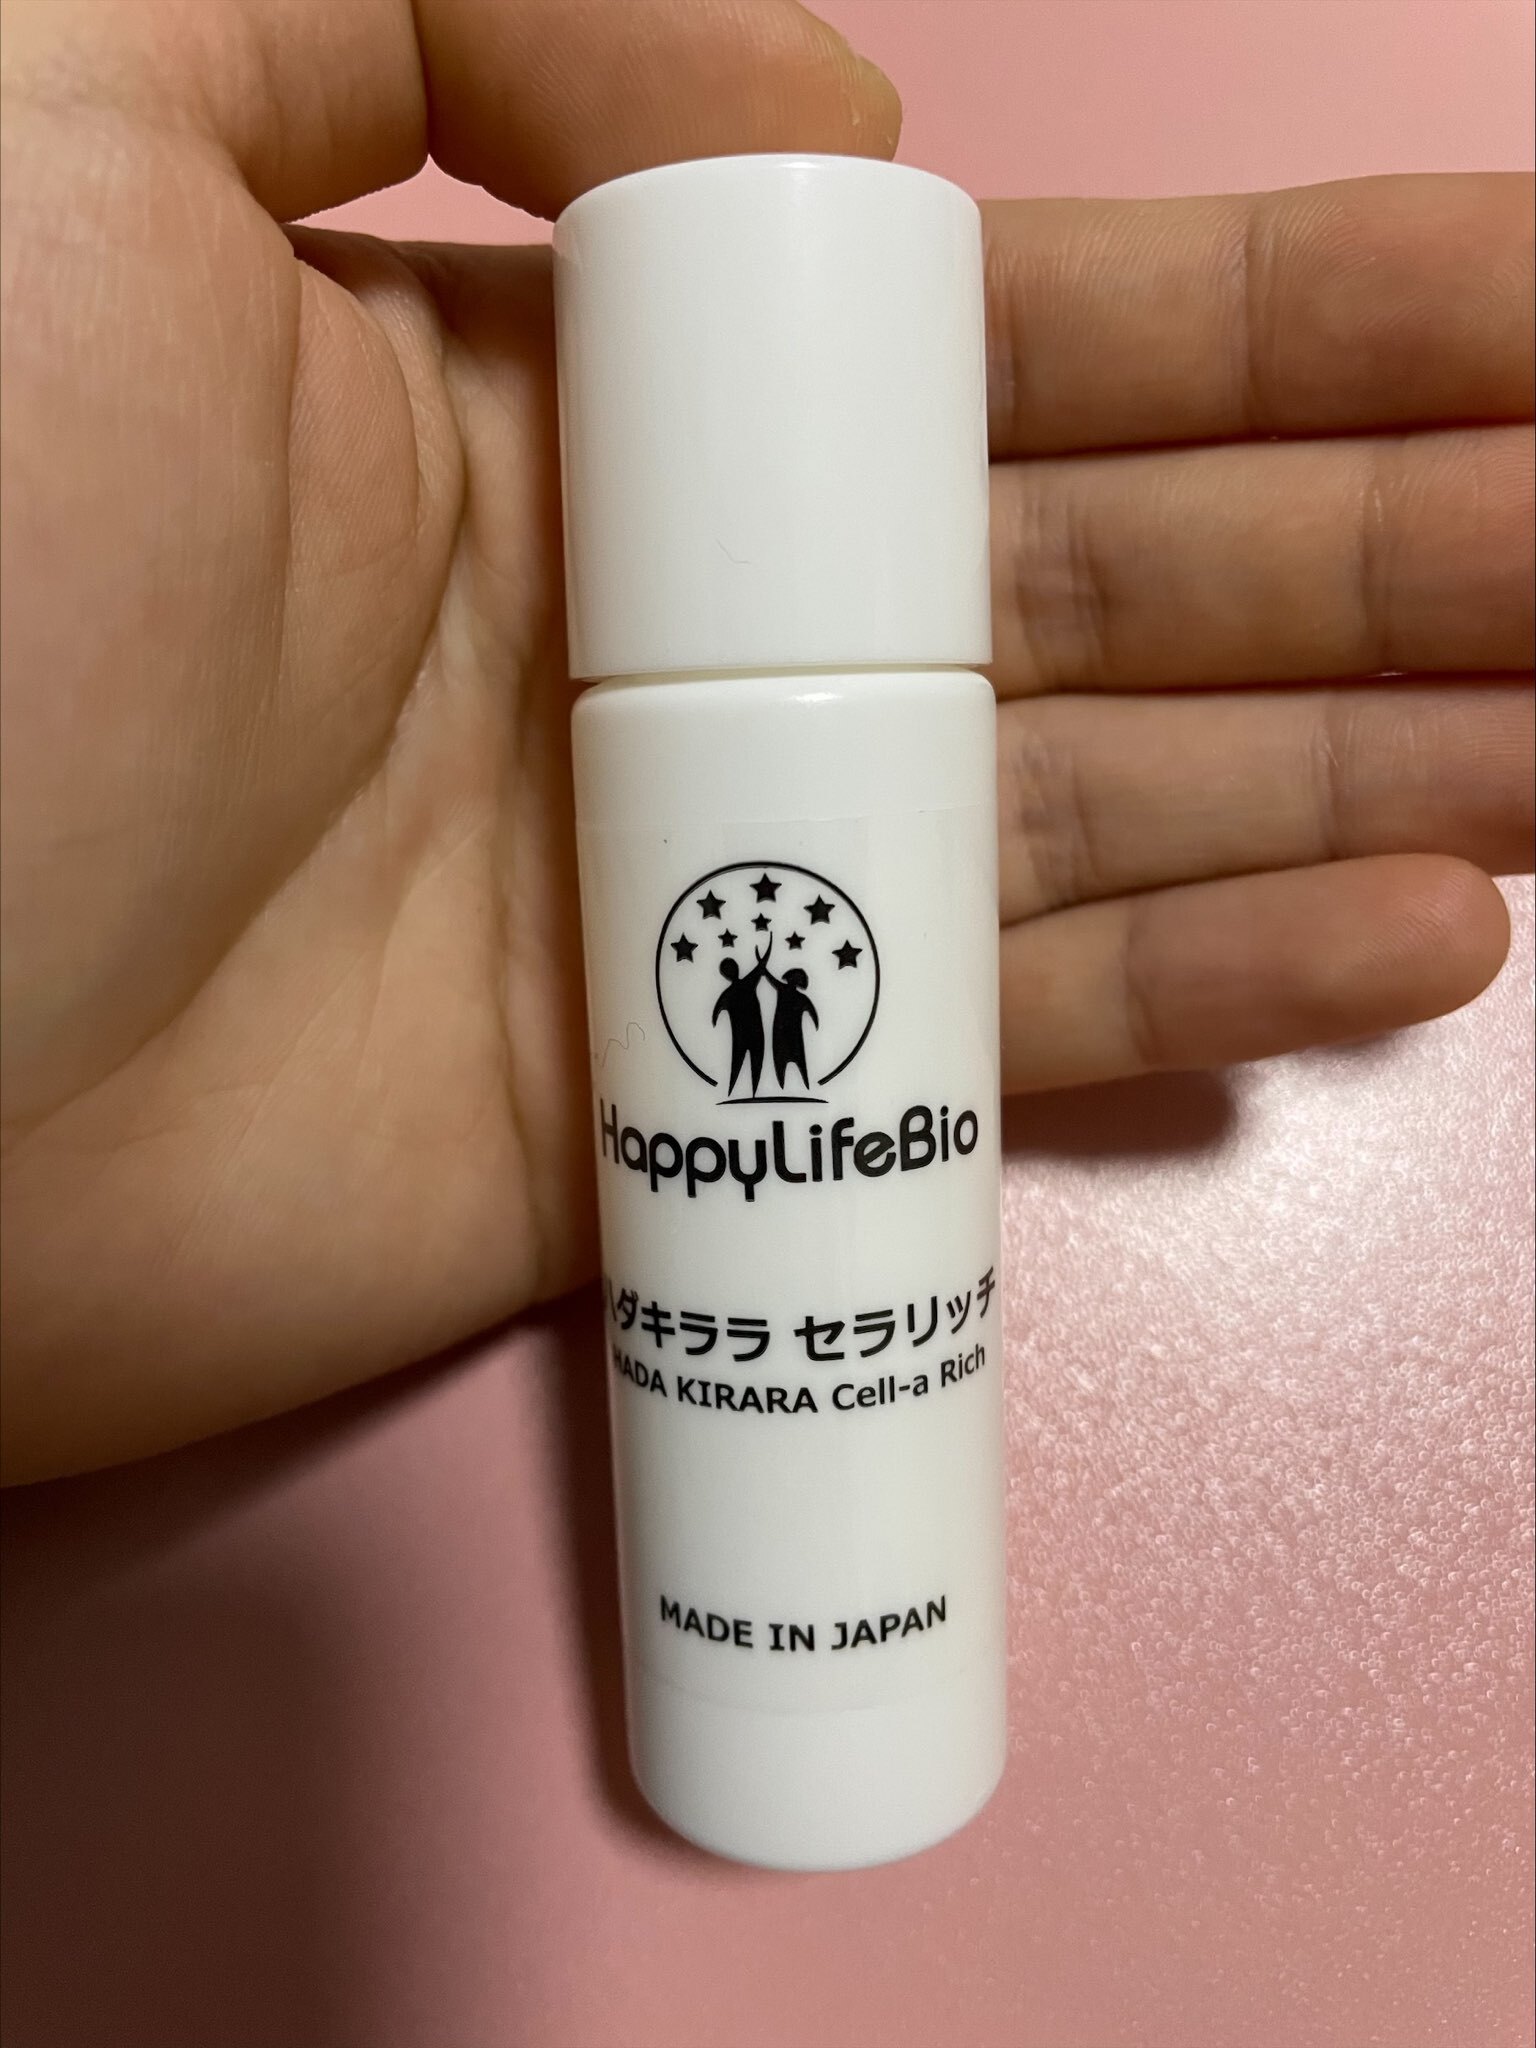 HappyLifeBio
ハダキララ セラリッチ
HADA KIRARA Cell-a Rich
MADE IN JAPAN